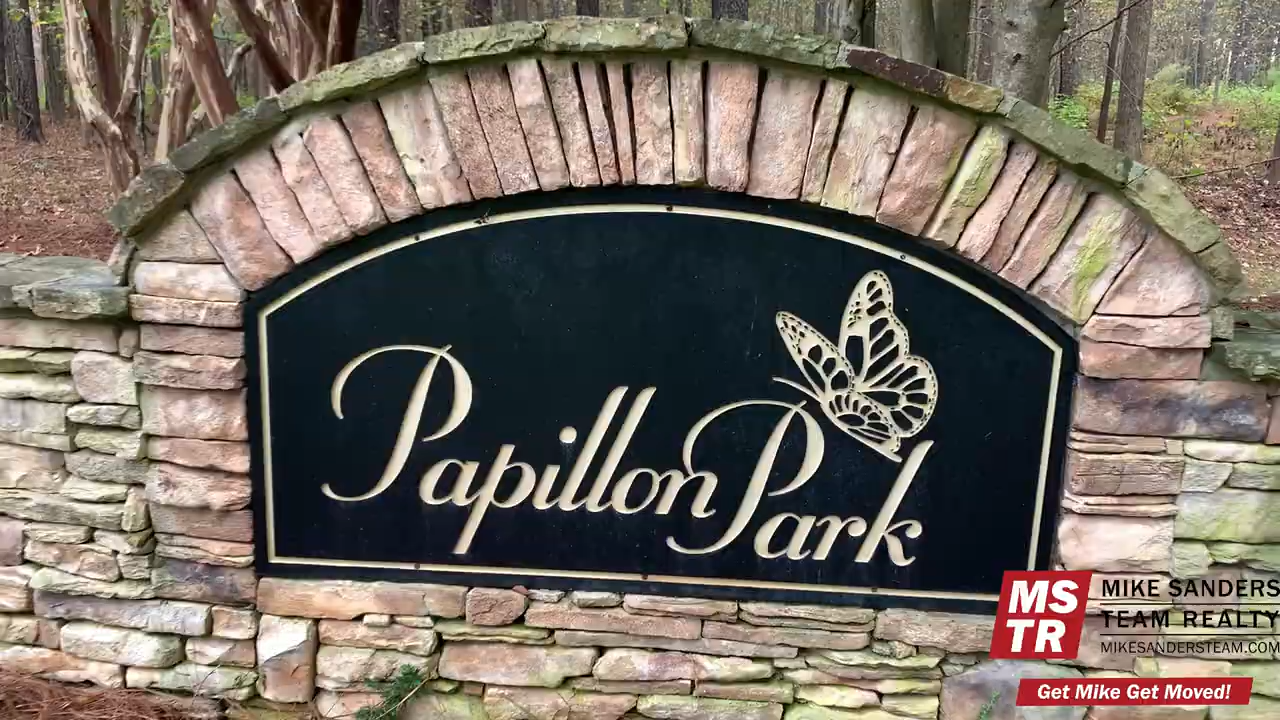 Papillon Park
MS
TR
MIKE SANDERS
TEAM REALTY
MIKESANDERSTEAM.COM
Get Mike Get Moved!